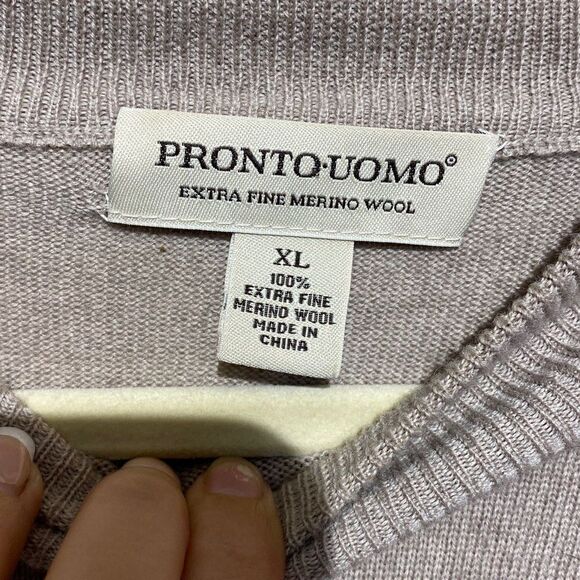 PRONTO·UOMO®
EXTRA FINE MERINO WOOL
XL
100%
EXTRA FINE
MERINO WOOL
MADE IN
CHINA